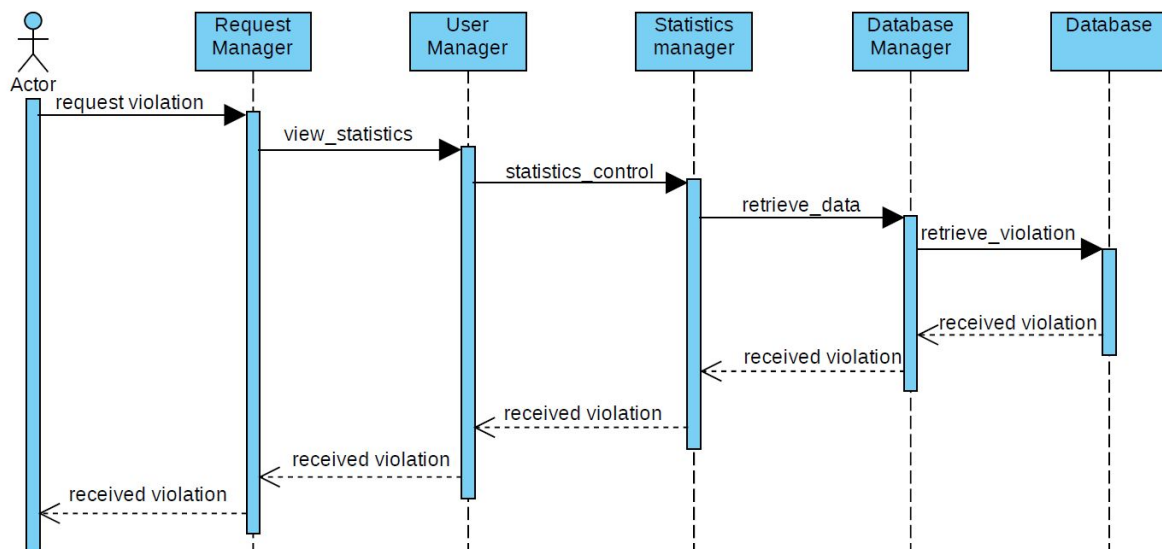 Request
Manager
User
Manager
Statistics
manager
Database
Manager
Database
Actor
request violation
view_statistics
statistics_control
retrieve_data
retrieve_violation
received violation
received violation
received violation
received violation
received violation